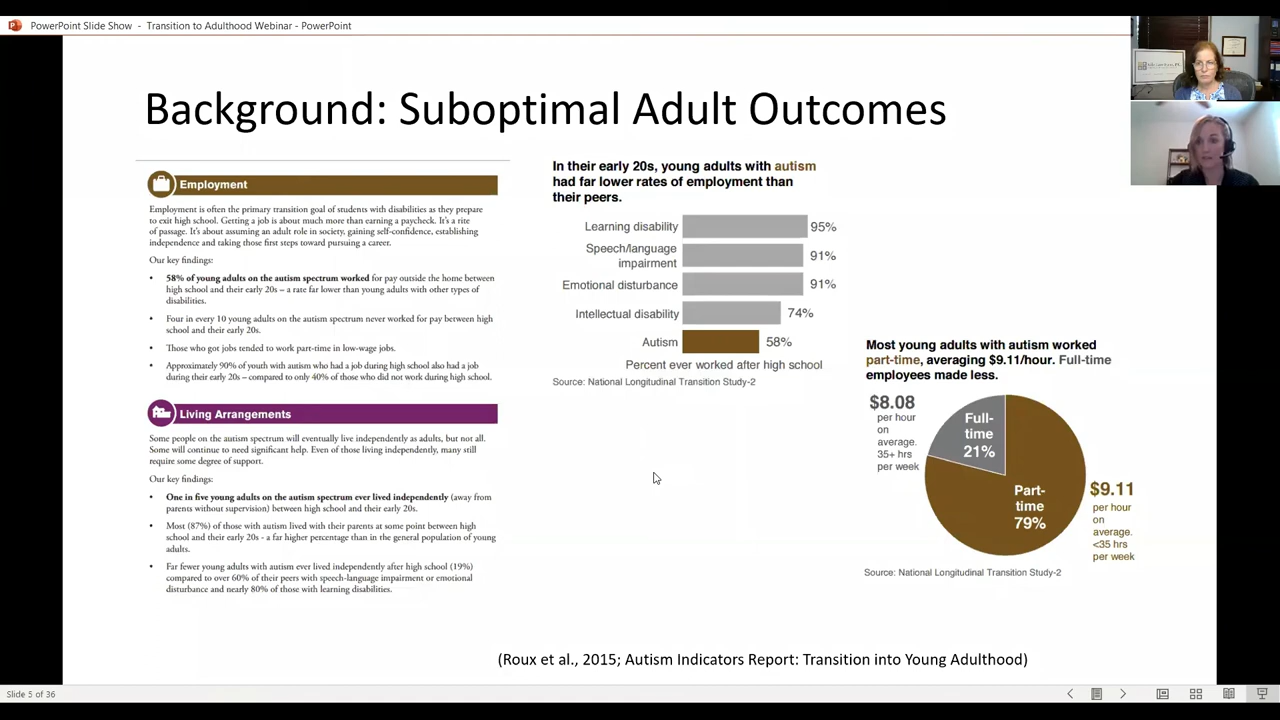 PowerPoint Slide Show - Transition to Adulthood Webinar - PowerPoint
Background: Suboptimal Adult Outcomes
Employment
Employment is often the primary transition goal of students with disabilities as they prepare
to exit high school. Getting a job is about much more than earning a paycheck. It's a rite
of passage. It's about assuming an adult role in society, gaining self-confidence, establishing
independence and taking those first steps toward pursuing a career.
Our key findings:
• 58% of young adults on the autism spectrum worked for pay outside the home between
high school and their early 20s – a rate far lower than young adults with other types of
disabilities.
• Four in every 10 young adults on the autism spectrum never worked for pay between high
school and their early 20s.
• Those who got jobs tended to work part-time in low-wage jobs.
• Approximately 90% of youth with autism who had a job during high school also had a job
during their early 20s – compared to only 40% of those who did not work during high school.
Living Arrangements
Some people on the autism spectrum will eventually live independently as adults, but not all.
Some will continue to need significant help. Even of those living independently, many still
require some degree of support.
Our key findings:
• One in five young adults on the autism spectrum ever lived independently (away from
parents without supervision) between high school and their early 20s.
• Most (87%) of those with autism lived with their parents at some point between high
school and their early 20s - a far higher percentage than in the general population of young
adults.
• Far fewer young adults with autism ever lived independently after high school (19%)
compared to over 60% of their peers with speech-language impairment or emotional
disturbance and nearly 80% of those with learning disabilities.
In their early 20s, young adults with autism
had far lower rates of employment than
their peers.
Learning disability 95%
Speech/language
impairment 91%
Emotional disturbance 91%
Intellectual disability 74%
Autism 58%
Percent ever worked after high school
Source: National Longitudinal Transition Study-2
Most young adults with autism worked
part-time, averaging $9.11/hour. Full-time
employees made less.
$8.08
per hour
on
average.
35+ hrs
per week
Full-
time
21%
Part-
time
79%
$9.11
per hour
on
average.
<35 hrs
per week
Source: National Longitudinal Transition Study-2
(Roux et al., 2015; Autism Indicators Report: Transition into Young Adulthood)
Slide 5 of 36